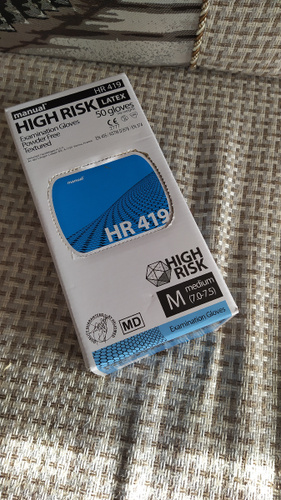 HR 419
manual
HIGH RISK LATEX
Examination Gloves
50 gloves
Powder Free
Textured
CE
manual
HR 419
HIGH
RISK
M medium
(7.0-7.5)
MD
Examination Gloves